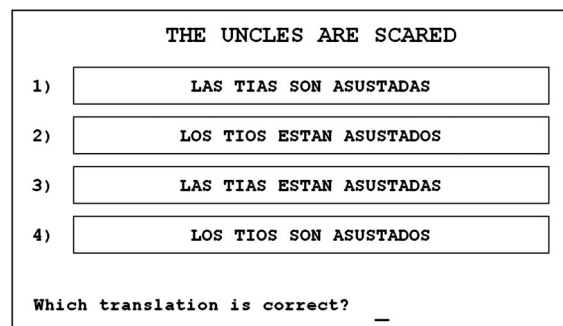 THE UNCLES ARE SCARED
1) LAS TIAS SON ASUSTADAS
2) LOS TIOS ESTAN ASUSTADOS
3) LAS TIAS ESTAN ASUSTADAS
4) LOS TIOS SON ASUSTADOS
Which translation is correct? _